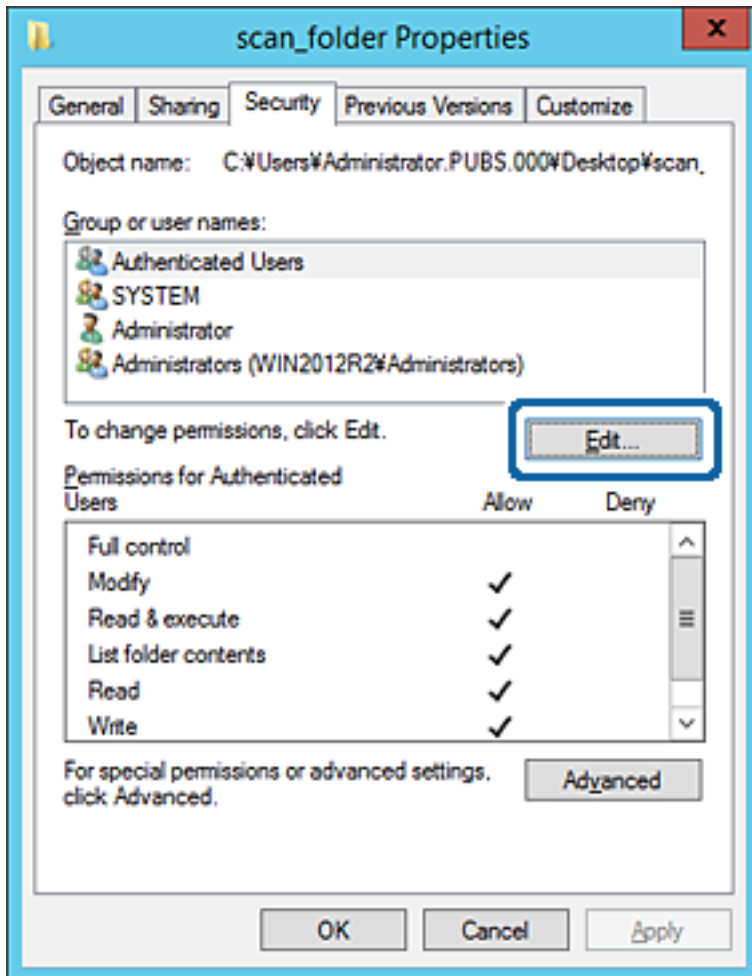 scan_folder Properties
x
General Sharing Security Previous Versions Customize
Object name: C:¥Users¥Administrator.PUBS.000¥Desktop¥scan_
Group or user names:
Authenticated Users
SYSTEM
Administrator
Administrators (WIN2012R2¥Administrators)
To change permissions, click Edit.
Edit...
Permissions for Authenticated
Users Allow Deny
Full control
Modify
Read & execute
List folder contents
Read
Write
For special permissions or advanced settings,
click Advanced.
Advanced
OK Cancel Apply